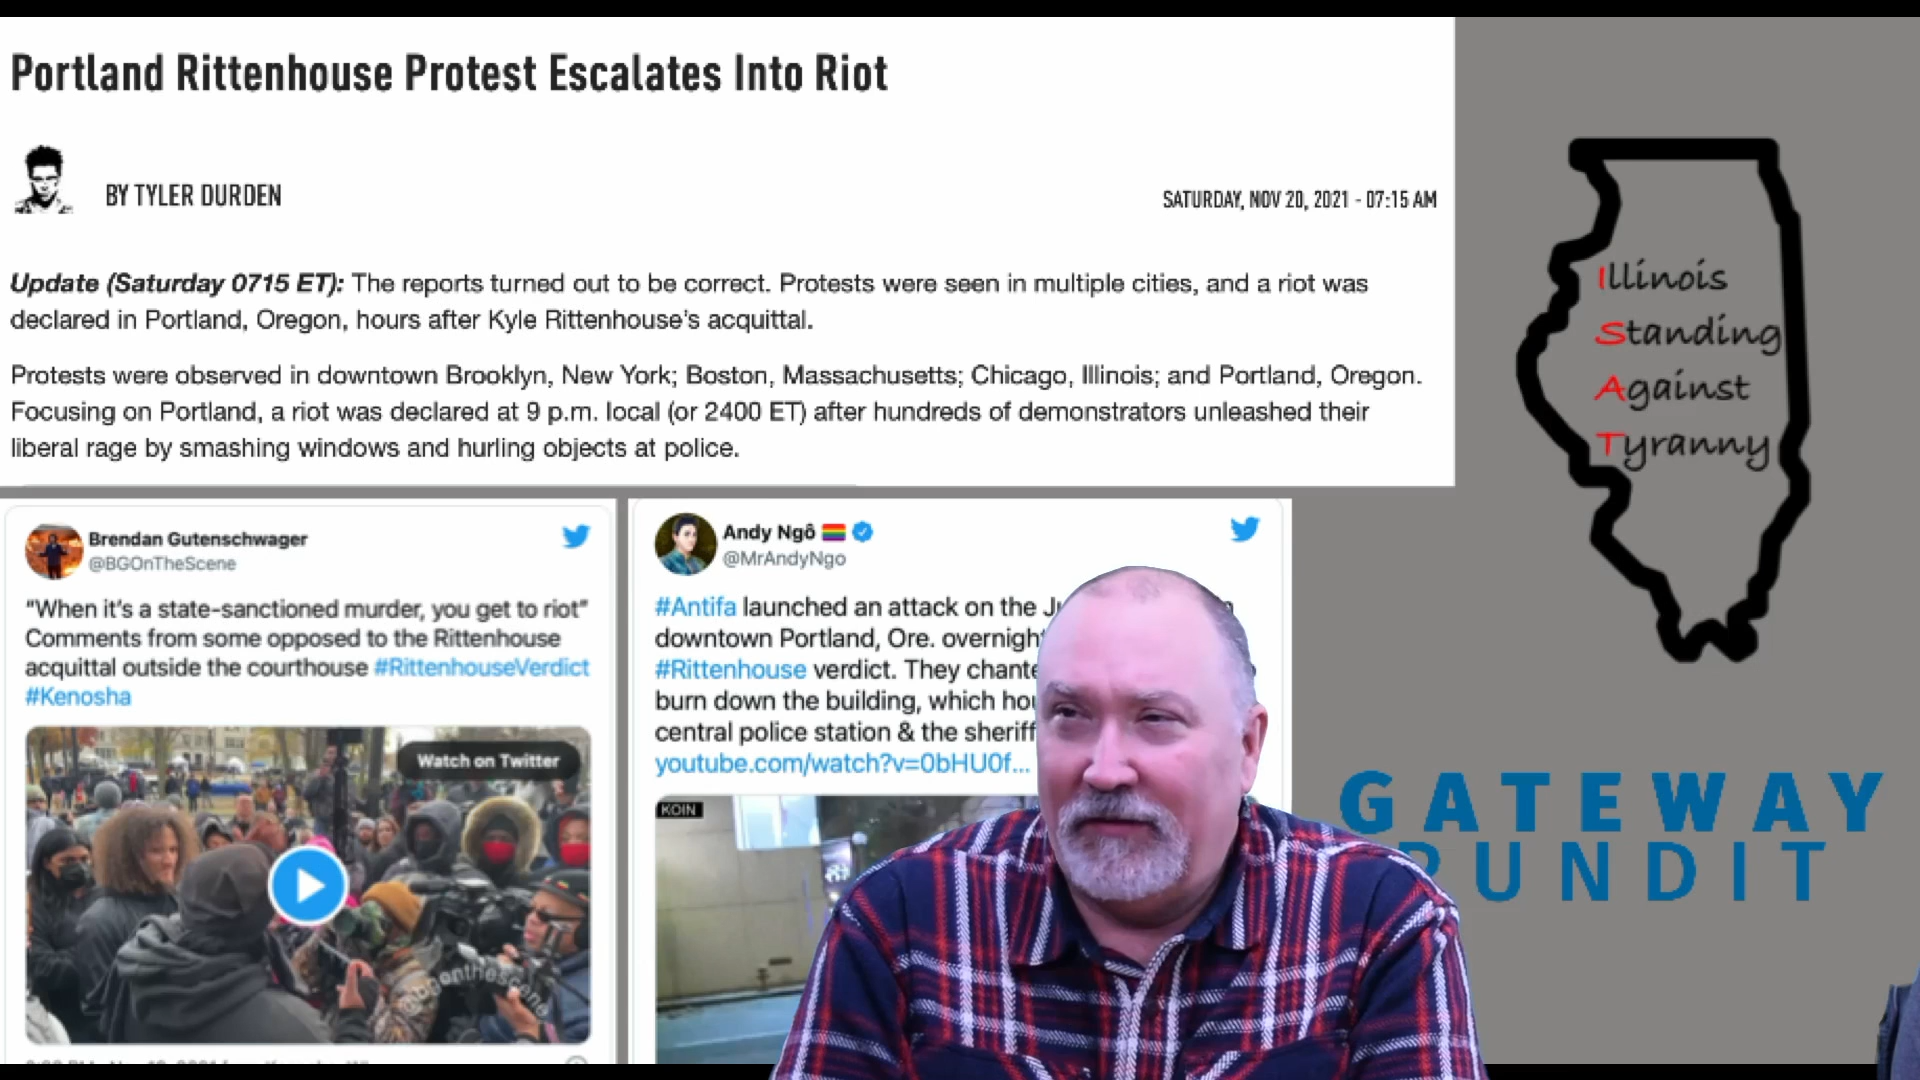 Portland Rittenhouse Protest Escalates Into Riot
BY TYLER DURDEN
SATURDAY, NOV 20, 2021 - 07:15 AM
Update (Saturday 0715 ET): The reports turned out to be correct. Protests were seen in multiple cities, and a riot was
declared in Portland, Oregon, hours after Kyle Rittenhouse's acquittal.
Protests were observed in downtown Brooklyn, New York; Boston, Massachusetts; Chicago, Illinois; and Portland, Oregon.
Focusing on Portland, a riot was declared at 9 p.m. local (or 2400 ET) after hundreds of demonstrators unleashed their
liberal rage by smashing windows and hurling objects at police.
Illinois
Standing
Against
Tyranny
Brendan Gutenschwager
@BGOnTheScene
"When it's a state-sanctioned murder, you get to riot"
Comments from some opposed to the Rittenhouse
acquittal outside the courthouse #RittenhouseVerdict
#Kenosha
Watch on Twitter
@bgonthescene
Andy Ngô
@MrAndyNgo
#Antifa launched an attack on the
downtown Portland, Ore. overnight
#Rittenhouse verdict. They
burn down the building, which
central police station & the sheriff
youtube.com/watch?v=0bHU0f...
KOIN
GATEWAY
PUNDIT